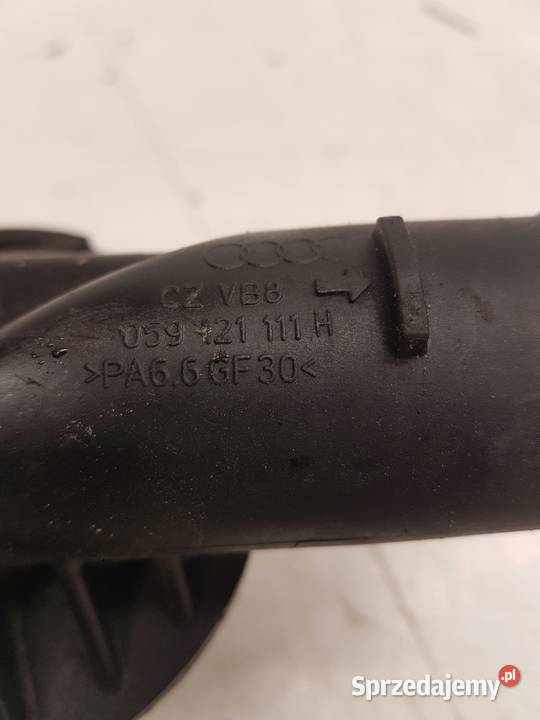 CZ VB8
059 121 111 H
>PA6.6 GF30<
Sprzedajemy.pl